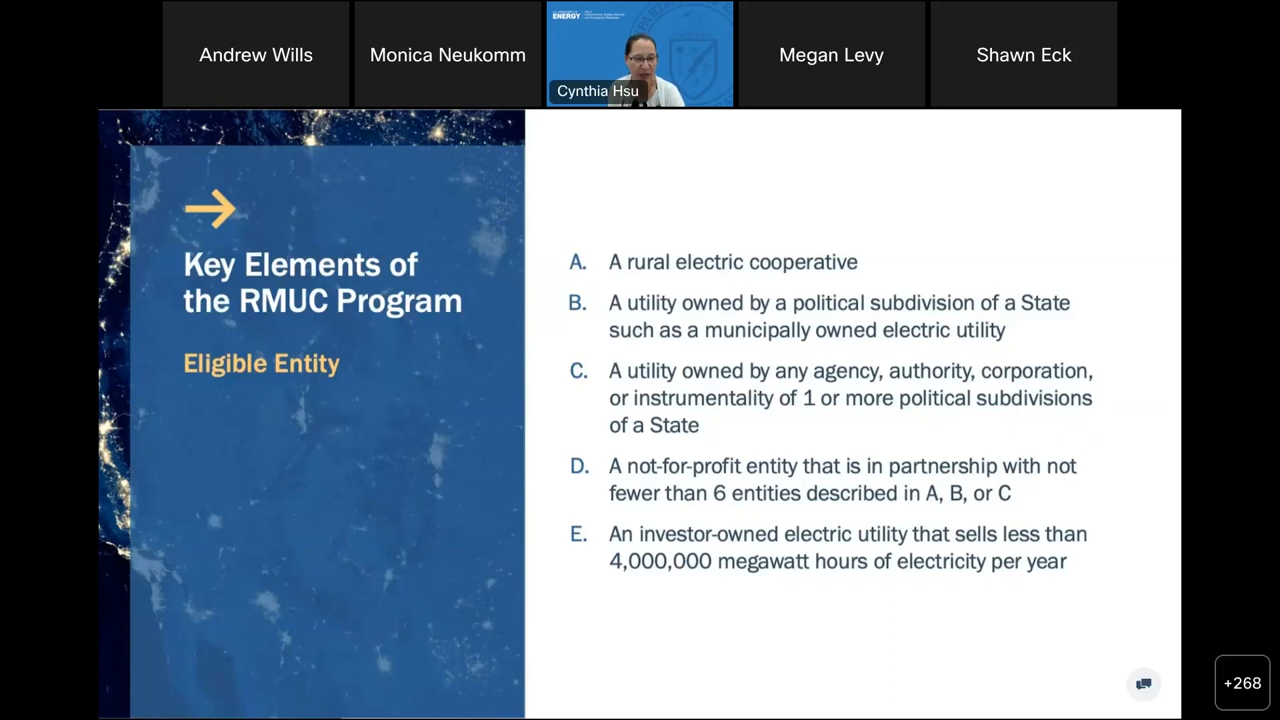 Andrew Wills
Monica Neukomm
ENERGY
Cynthia Hsu
Megan Levy
Shawn Eck
Key Elements of
the RMUC Program
Eligible Entity
A. A rural electric cooperative
B. A utility owned by a political subdivision of a State
such as a municipally owned electric utility
C. A utility owned by any agency, authority, corporation,
or instrumentality of 1 or more political subdivisions
of a State
D. A not-for-profit entity that is in partnership with not
fewer than 6 entities described in A, B, or C
E. An investor-owned electric utility that sells less than
4,000,000 megawatt hours of electricity per year
+268